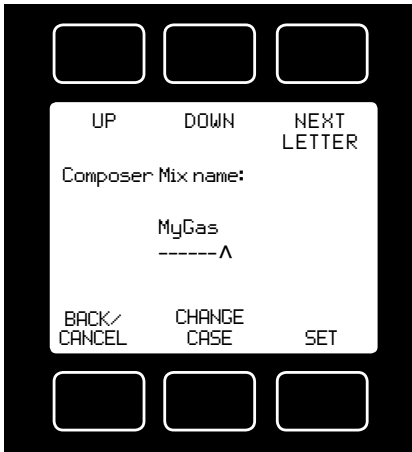 UP DOWN NEXT
LETTER
Composer Mix name:
MyGas
------^
BACK/ CHANGE
CANCEL CASE SET